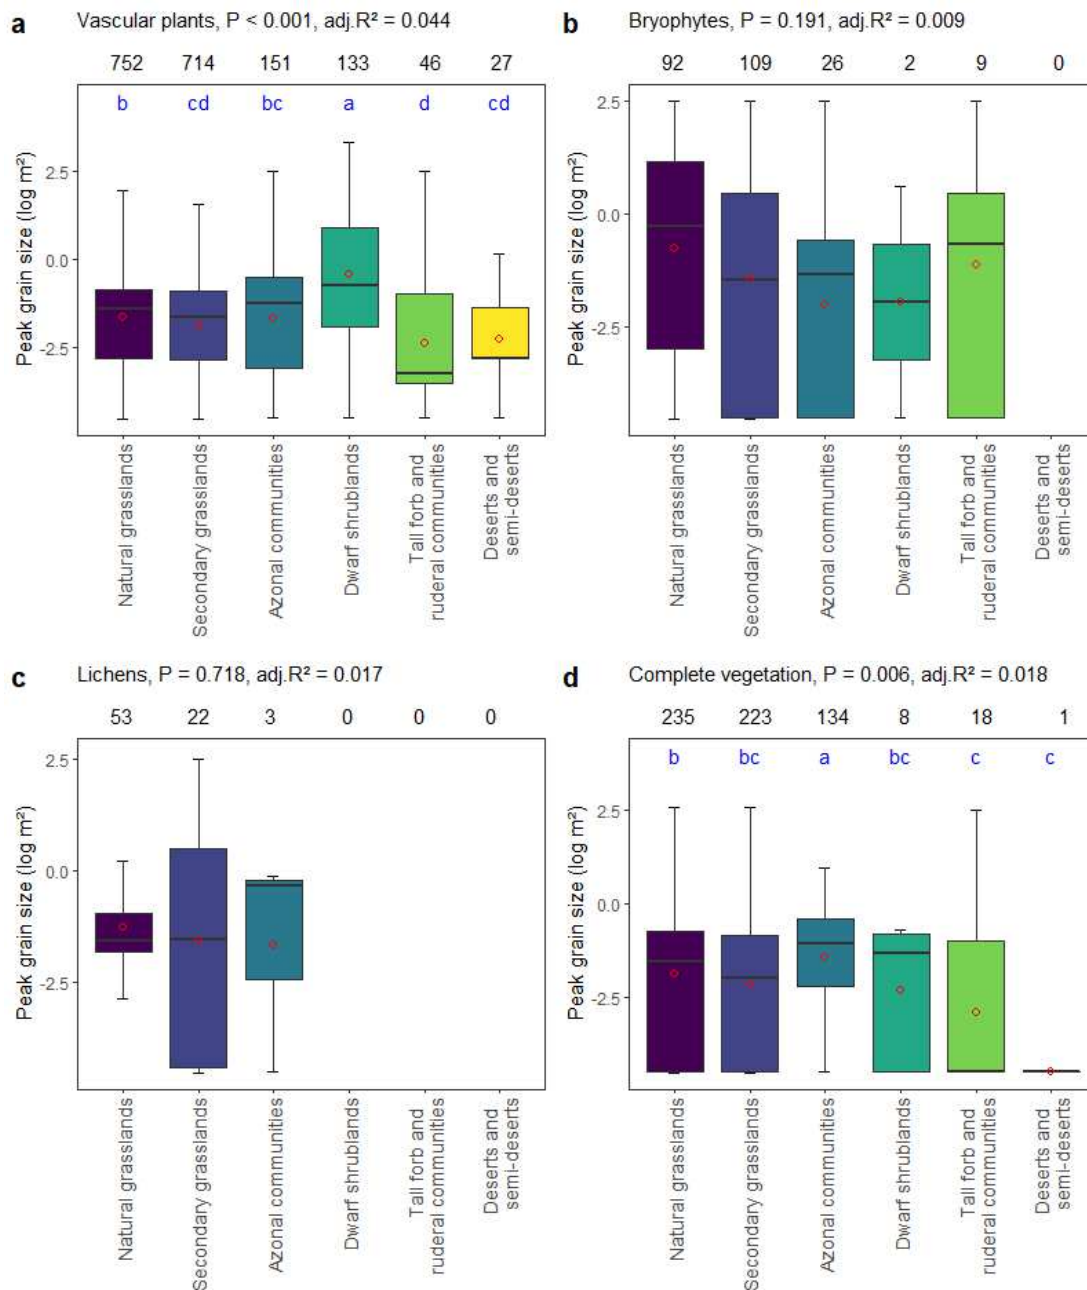 a Vascular plants, P < 0.001, adj.R² = 0.044
752 714 151 133 46 27
b cd bc a d cd
Peak grain size (log m²)
2.5
0.0
-2.5
Natural grasslands
Secondary grasslands
Azonal communities
Dwarf shrublands
Tall forb and
ruderal communities
Deserts and
semi-deserts
b Bryophytes, P = 0.191, adj.R² = 0.009
92 109 26 2 9 0
Peak grain size (log m²)
2.5
0.0
-2.5
Natural grasslands
Secondary grasslands
Azonal communities
Dwarf shrublands
Tall forb and
ruderal communities
Deserts and
semi-deserts
c Lichens, P = 0.718, adj.R² = 0.017
53 22 3 0 0 0
Peak grain size (log m²)
2.5
0.0
-2.5
Natural grasslands
Secondary grasslands
Azonal communities
Dwarf shrublands
Tall forb and
ruderal communities
Deserts and
semi-deserts
d Complete vegetation, P = 0.006, adj.R² = 0.018
235 223 134 8 18 1
b bc a bc c c
Peak grain size (log m²)
2.5
0.0
-2.5
Natural grasslands
Secondary grasslands
Azonal communities
Dwarf shrublands
Tall forb and
ruderal communities
Deserts and
semi-deserts